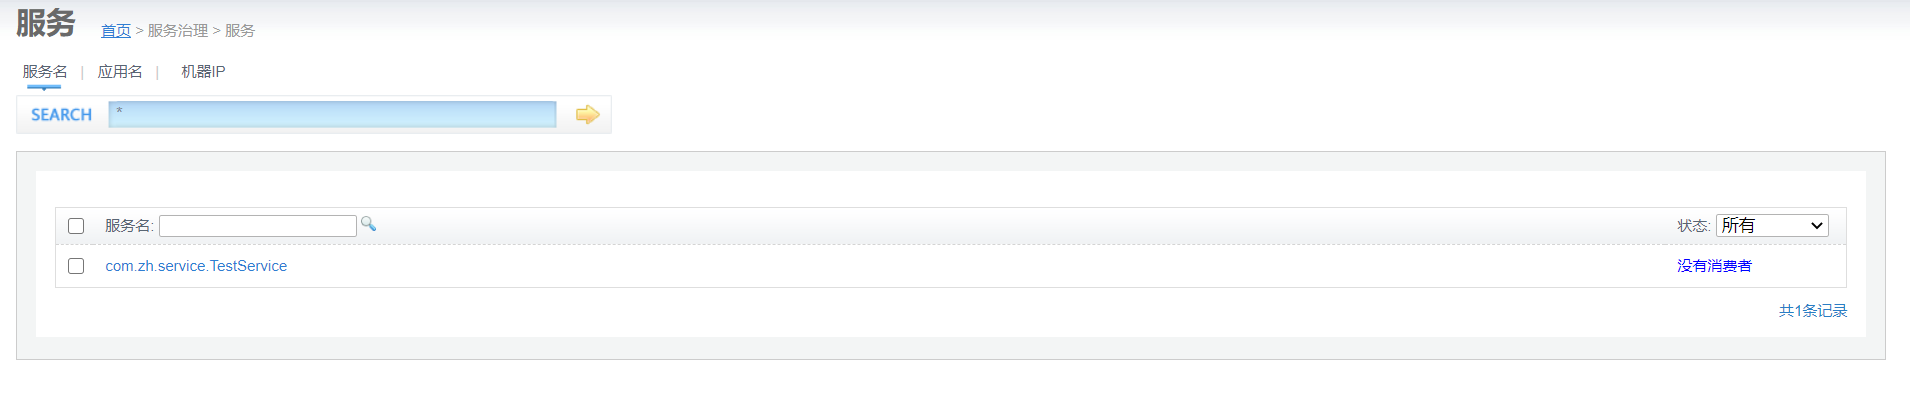 服务 首页 > 服务治理 > 服务
服务名 | 应用名 | 机器IP
SEARCH *
服务名: 状态: 所有
com.zh.service.TestService 没有消费者
共1条记录